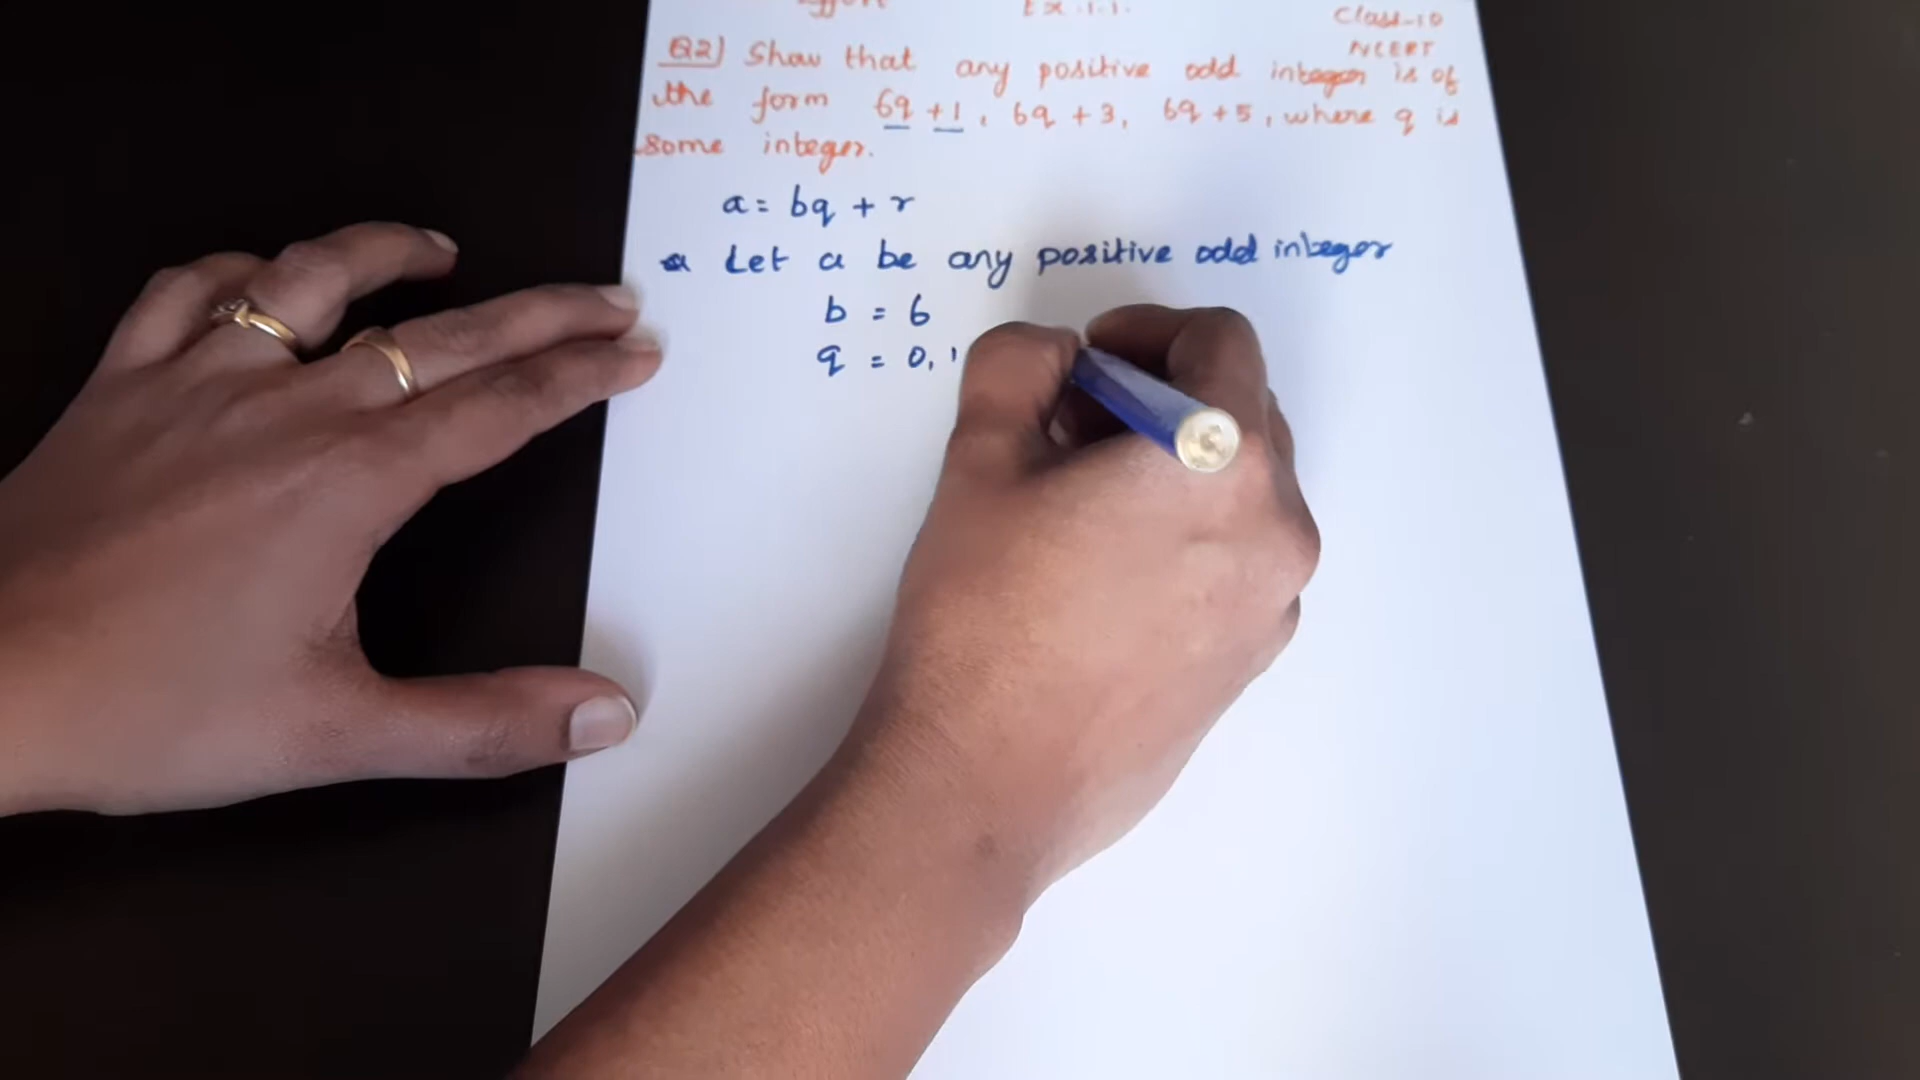 Effort Ex.1.1. Class-10
NCERT
Q2) Show that any positive odd integer is of
the form 6q +1, 6q + 3, 6q + 5, where q is
some integer.
a = bq + r
Let a be any positive odd integer
b = 6
q = 0, 1